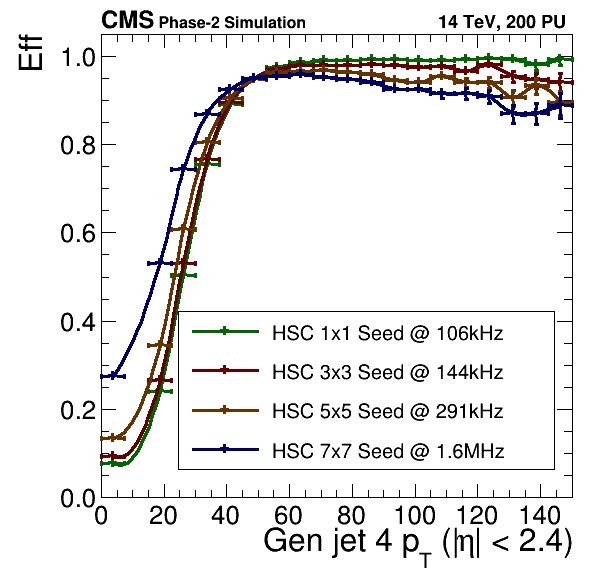 CMS Phase-2 Simulation 14 TeV, 200 PU
Eff
1.0
0.8
0.6
0.4
0.2
0.0
HSC 1x1 Seed @ 106kHz
HSC 3x3 Seed @ 144kHz
HSC 5x5 Seed @ 291kHz
HSC 7x7 Seed @ 1.6MHz
0 20 40 60 80 100 120 140
Gen jet 4 p_T (|η| < 2.4)